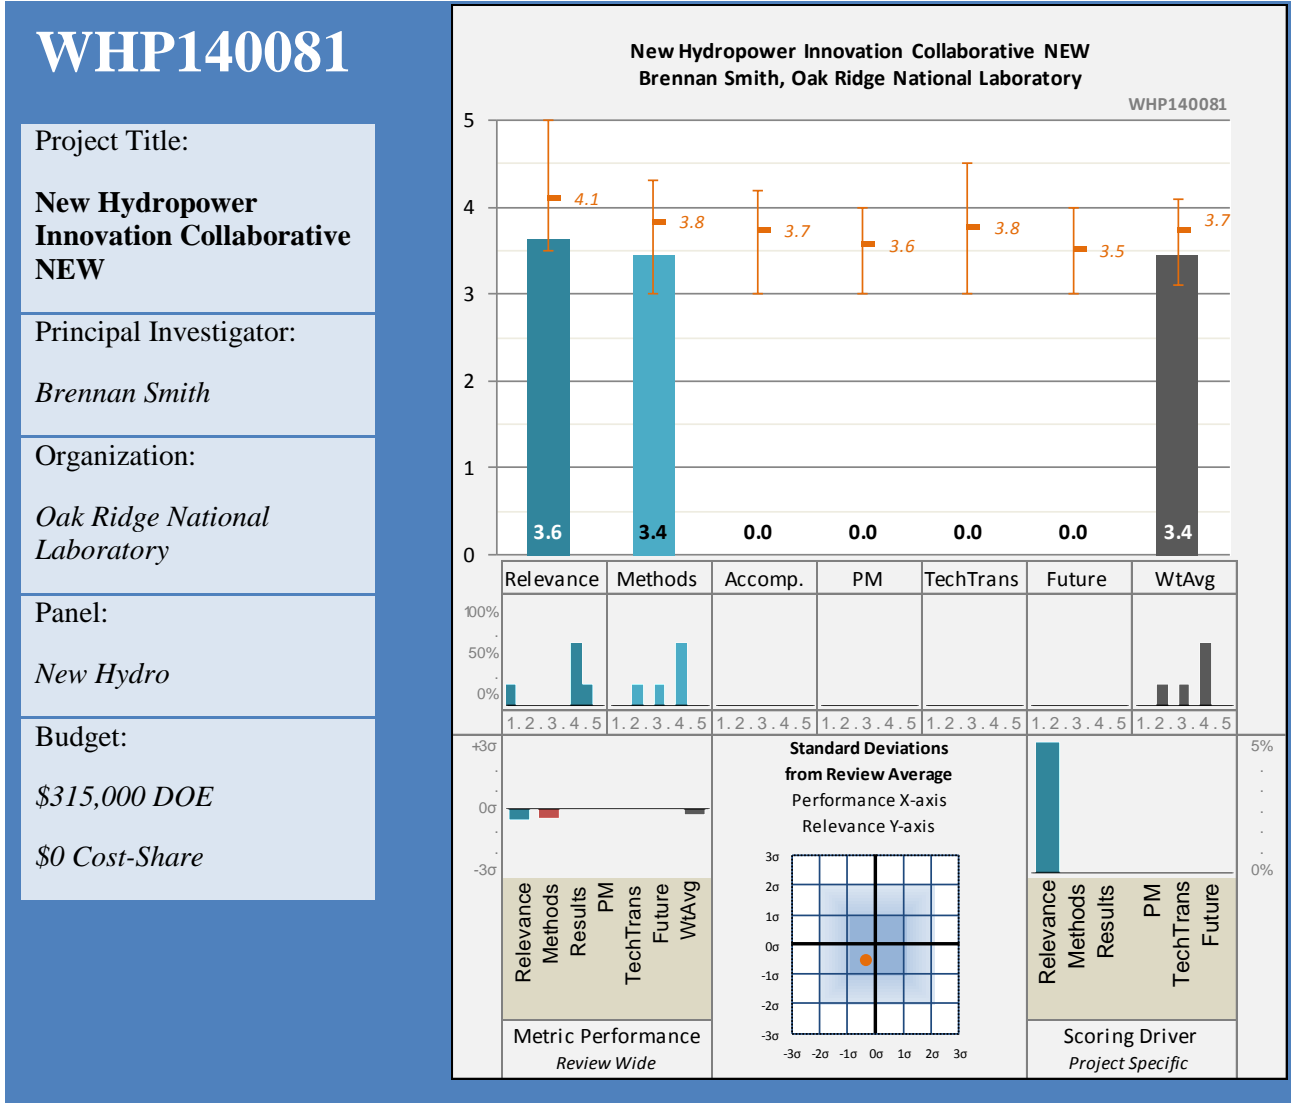 WHP140081
Project Title:
New Hydropower
Innovation Collaborative
NEW
Principal Investigator:
Brennan Smith
Organization:
Oak Ridge National
Laboratory
Panel:
New Hydro
Budget:
$315,000 DOE
$0 Cost-Share
New Hydropower Innovation Collaborative NEW
Brennan Smith, Oak Ridge National Laboratory
WHP140081
5
4
3
2
1
0
4.1
3.8
3.7
3.6
3.8
3.5
3.7
3.6 3.4 0.0 0.0 0.0 0.0 3.4
Relevance Methods Accomp. PM TechTrans Future WtAvg
100%
.
50%
.
0%
1 . 2 . 3 . 4 . 5 1 . 2 . 3 . 4 . 5 1 . 2 . 3 . 4 . 5 1 . 2 . 3 . 4 . 5 1 . 2 . 3 . 4 . 5 1 . 2 . 3 . 4 . 5 1 . 2 . 3 . 4 . 5
+3σ
.
.
0σ
.
.
-3σ
Relevance
Methods
Results
PM
TechTrans
Future
WtAvg
Metric Performance
Review Wide
Standard Deviations
from Review Average
Performance X-axis
Relevance Y-axis
3σ
2σ
1σ
0σ
-1σ
-2σ
-3σ
-3σ -2σ -1σ 0σ 1σ 2σ 3σ
5%
.
.
.
.
0%
Relevance
Methods
Results
PM
TechTrans
Future
Scoring Driver
Project Specific